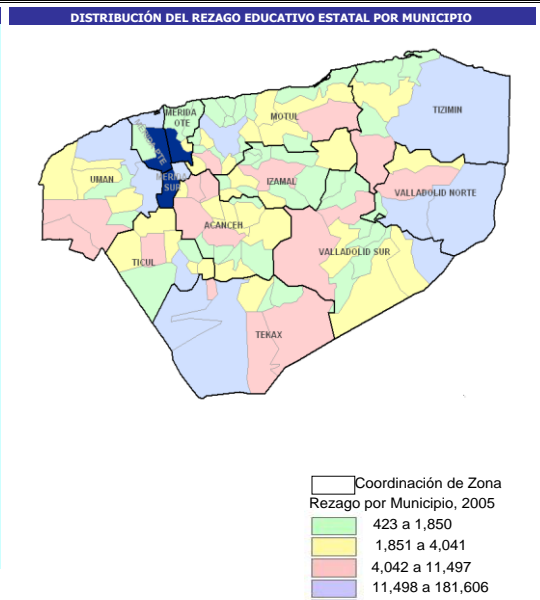 DISTRIBUCIÓN DEL REZAGO EDUCATIVO ESTATAL POR MUNICIPIO
TIZIMIN
MERIDA
OTE
MOTUL
MERIDA PTE
UMAN
MERIDA
SUR
IZAMAL
VALLADOLID NORTE
ACANCEH
VALLADOLID SUR
TICUL
TEKAX
Coordinación de Zona
Rezago por Municipio, 2005
423 a 1,850
1,851 a 4,041
4,042 a 11,497
11,498 a 181,606